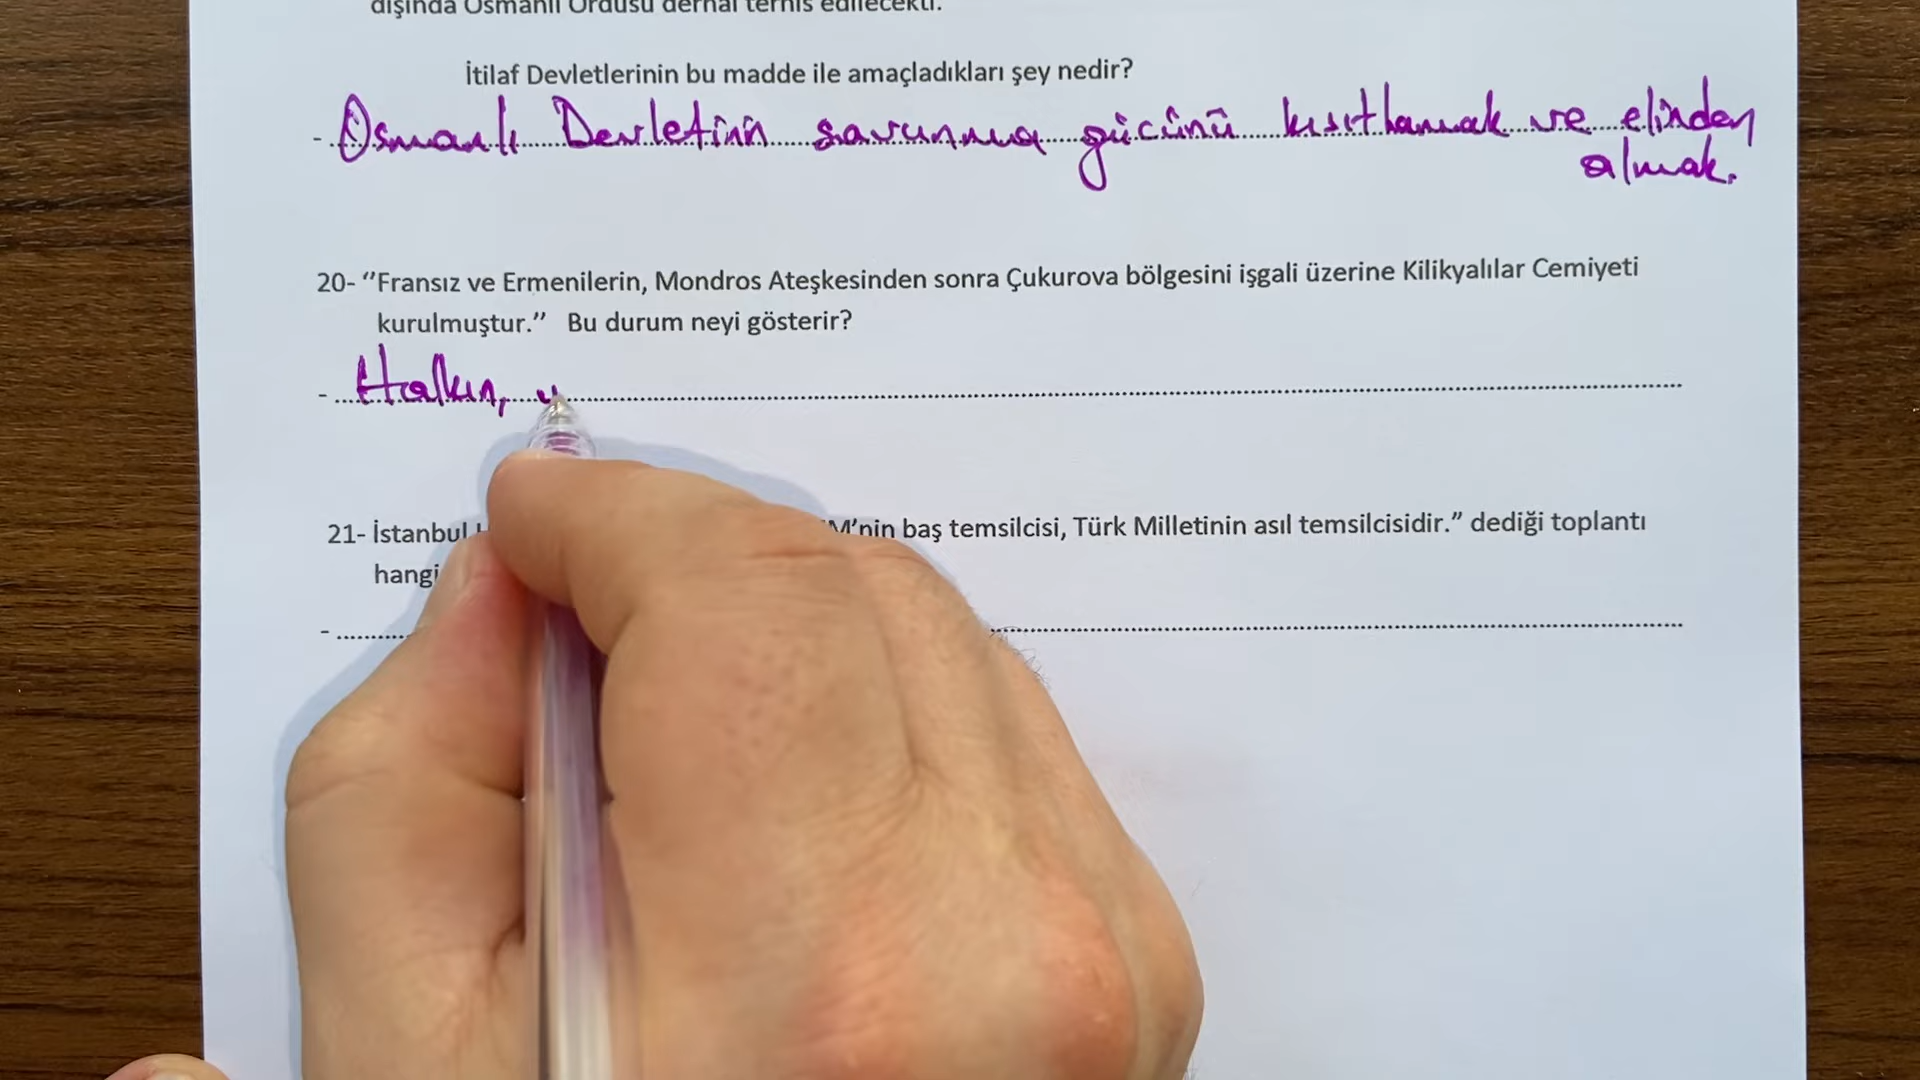 dışında Osmanlı Ordusu derhal terhis edilecekti.
İtilaf Devletlerinin bu madde ile amaçladıkları şey nedir?
- Osmanlı Devletinin savunma gücünü kısıtlamak ve elinden
almak.
20- ‘’Fransız ve Ermenilerin, Mondros Ateşkesinden sonra Çukurova bölgesini işgali üzerine Kilikyalılar Cemiyeti
kurulmuştur.’’ Bu durum neyi gösterir?
- Halkın,
21- İstanbul M’nin baş temsilcisi, Türk Milletinin asıl temsilcisidir.” dediği toplantı
hangi
-